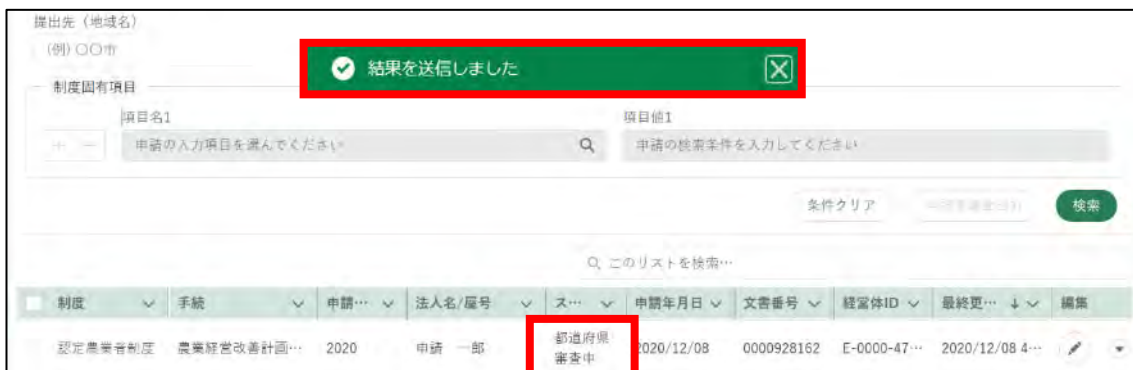 提出先（地域名）
(例) 〇〇市
結果を送信しました
制度固有項目
項目名1 項目値1
申請の入力項目を選んでください 申請の検索条件を入力してください
条件クリア 検索
このリストを検索…
制度 手続 申請… 法人名/屋号 ス… 申請年月日 文書番号 経営体ID 最終更… 編集
認定農業者制度 農業経営改善計画… 2020 申請 一郎 都道府県 2020/12/08 0000928162 E-0000-47… 2020/12/08 4…
審査中